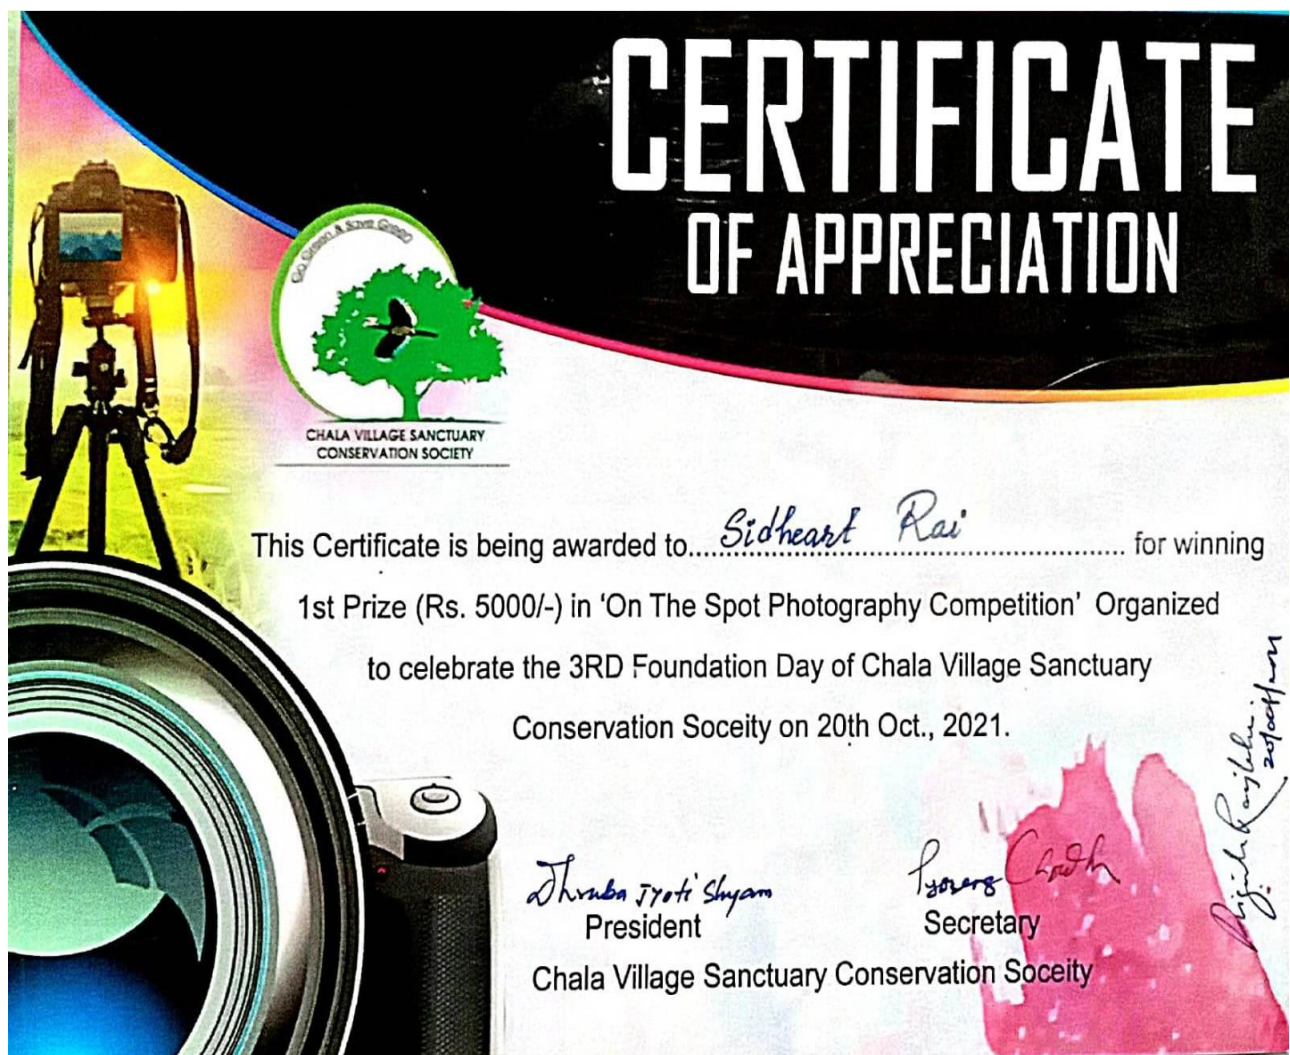 CERTIFICATE
OF APPRECIATION
Go Green & Save Green
CHALA VILLAGE SANCTUARY
CONSERVATION SOCIETY
This Certificate is being awarded to....Sidheart Rai.... for winning
1st Prize (Rs. 5000/-) in 'On The Spot Photography Competition' Organized
to celebrate the 3RD Foundation Day of Chala Village Sanctuary
Conservation Soceity on 20th Oct., 2021.
Dhruba Jyoti Shyam
President
Secretary
Chala Village Sanctuary Conservation Soceity